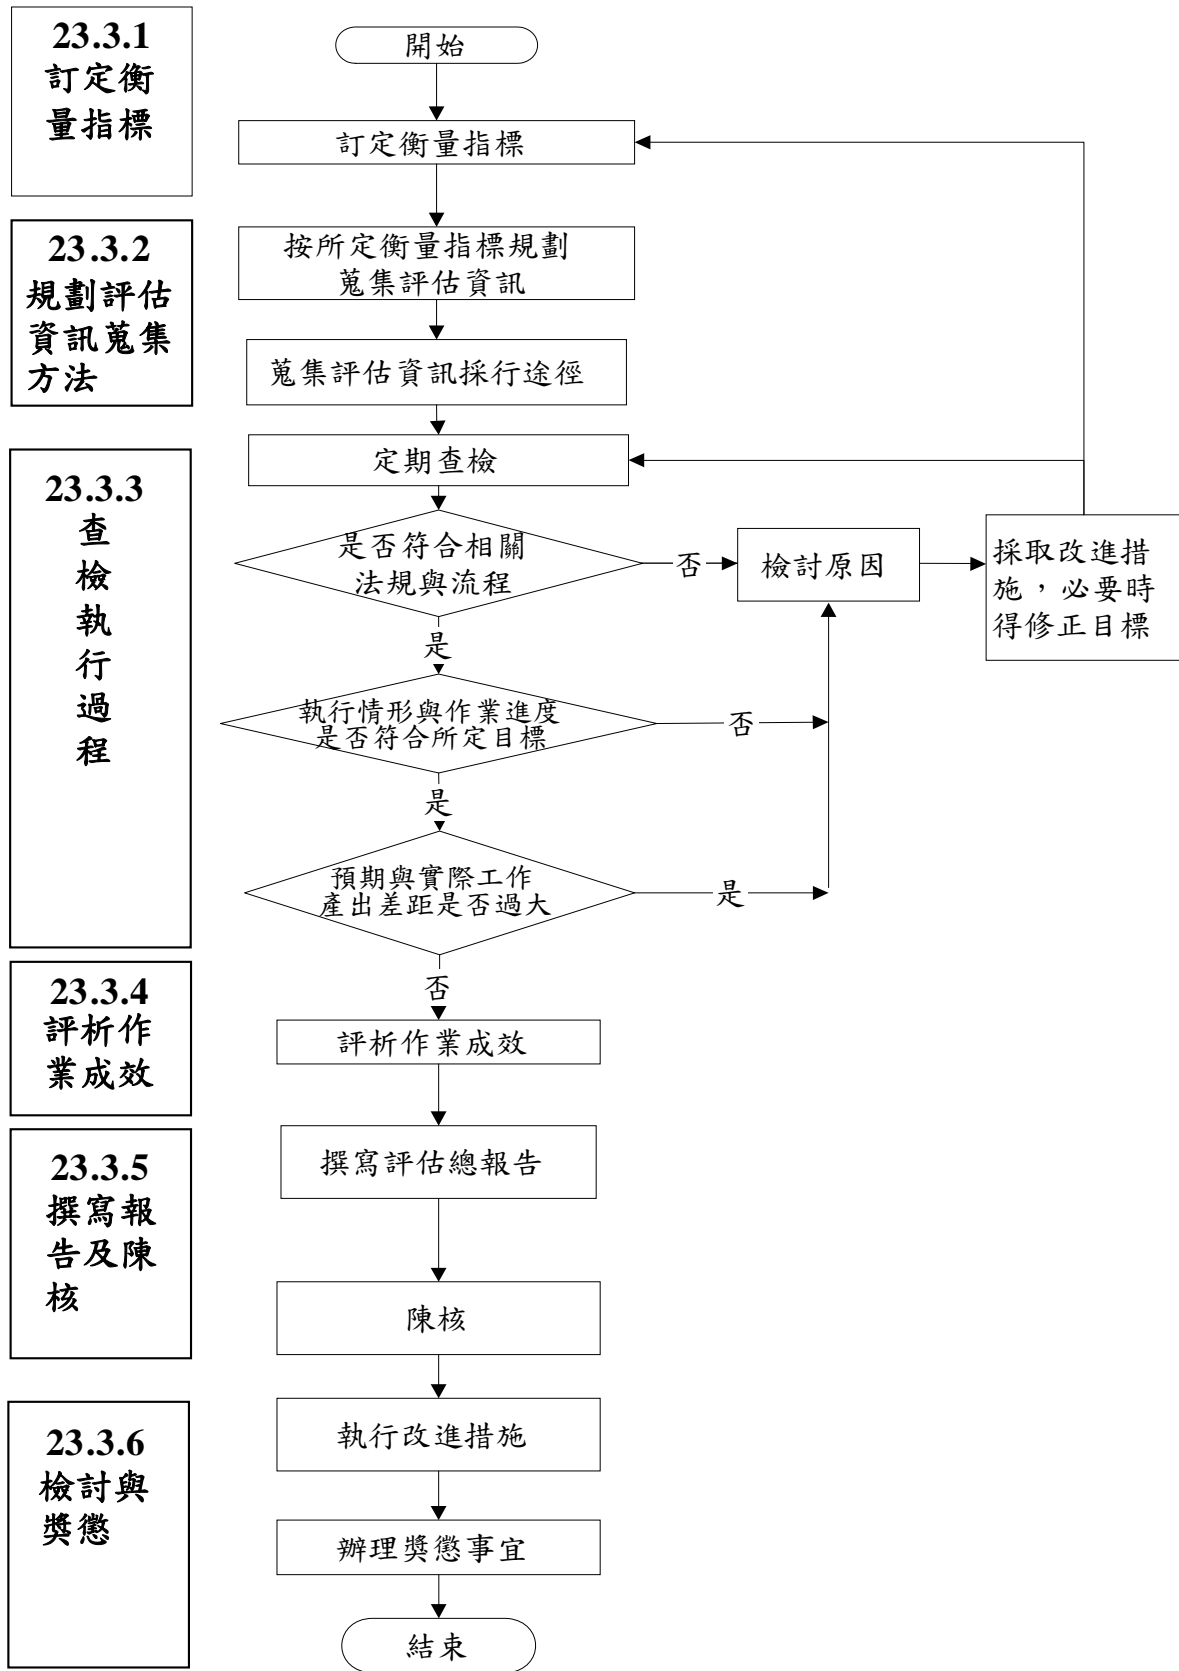 23.3.1
訂定衡
量指標
開始
訂定衡量指標
23.3.2
規劃評估
資訊蒐集
方法
按所定衡量指標規劃
蒐集評估資訊
蒐集評估資訊採行途徑
23.3.3
查
檢
執
行
過
程
定期查檢
是否符合相關
法規與流程
否
檢討原因
採取改進措
施，必要時
得修正目標
是
執行情形與作業進度
是否符合所定目標
否
是
預期與實際工作
產出差距是否過大
是
否
23.3.4
評析作
業成效
評析作業成效
23.3.5
撰寫報
告及陳
核
撰寫評估總報告
陳核
23.3.6
檢討與
獎懲
執行改進措施
辦理獎懲事宜
結束